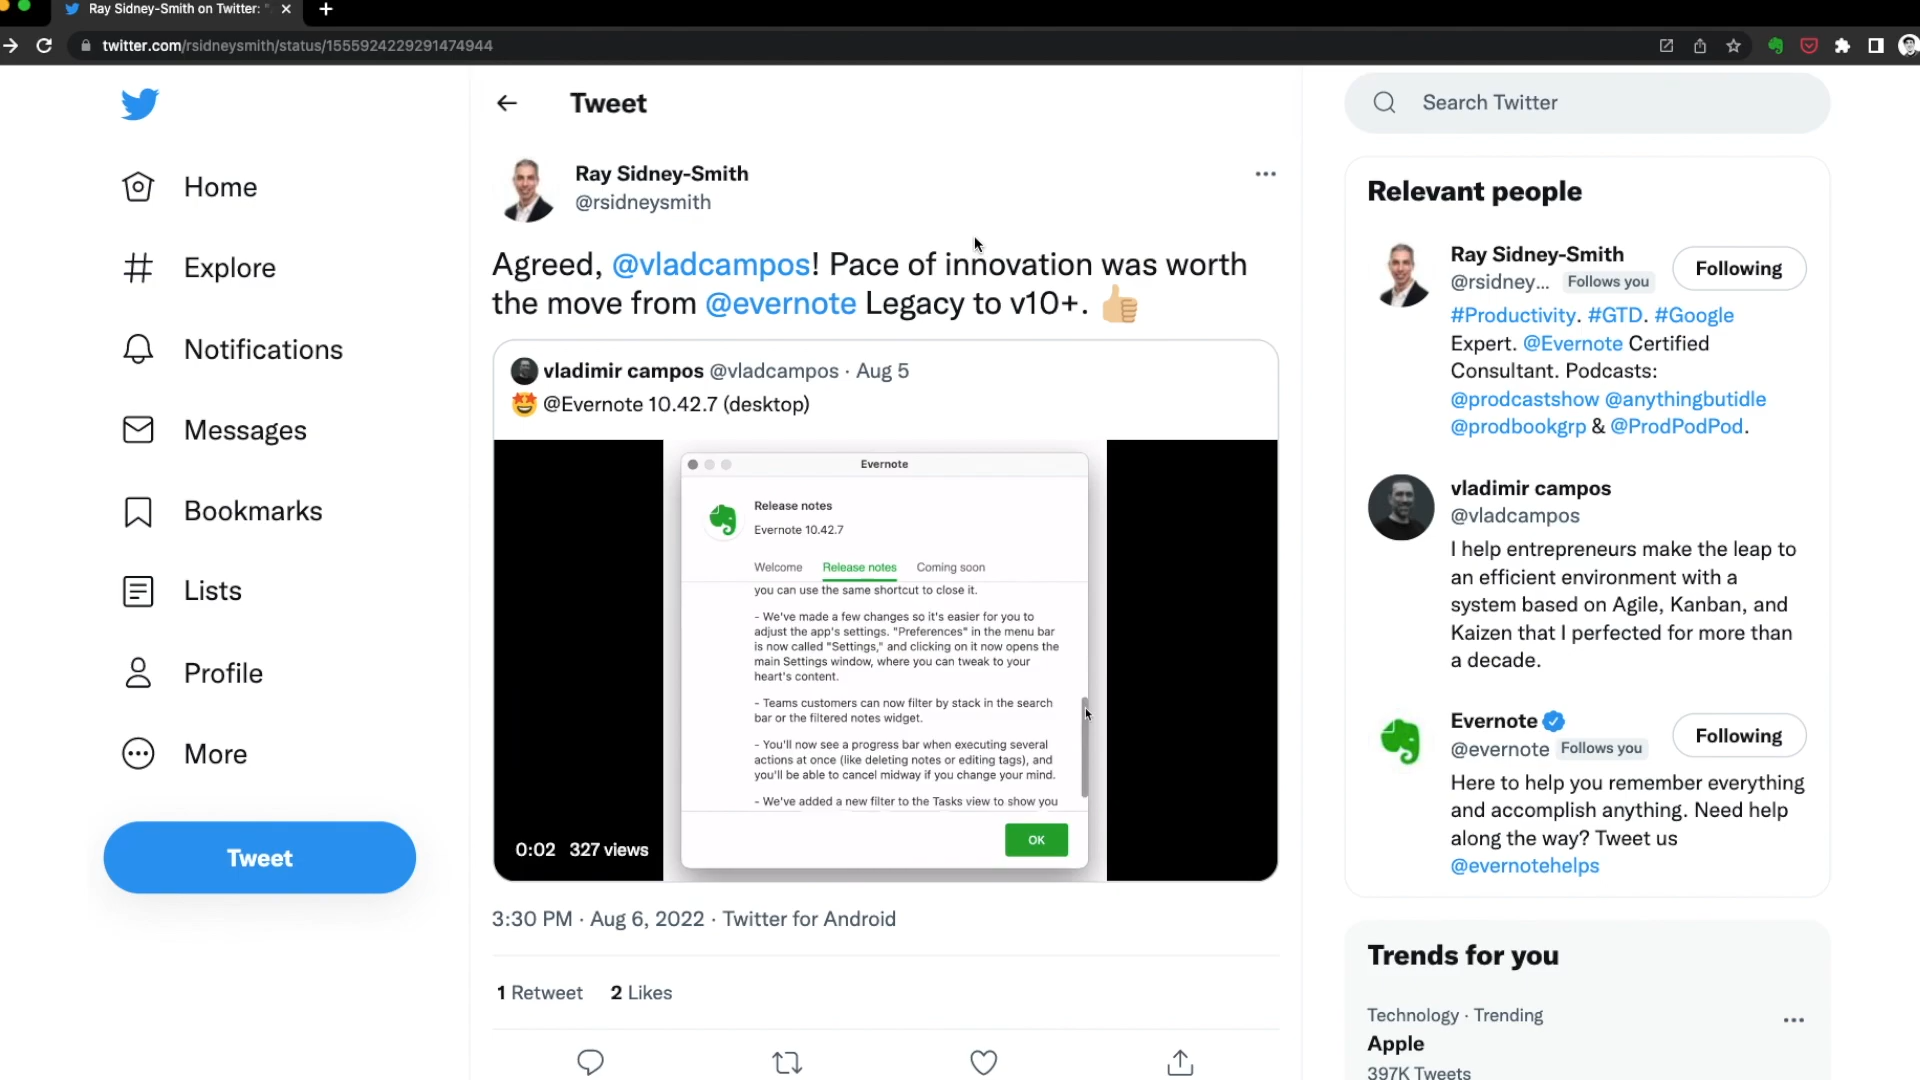 Ray Sidney-Smith on Twitter: "
twitter.com/rsidneysmith/status/1555924229291474944
Home
Explore
Notifications
Messages
Bookmarks
Lists
Profile
More
Tweet
Tweet
Ray Sidney-Smith
@rsidneysmith
Agreed, @vladcampos! Pace of innovation was worth
the move from @evernote Legacy to v10+. 👍🏼
vladimir campos @vladcampos · Aug 5
🤩 @Evernote 10.42.7 (desktop)
Evernote
Release notes
Evernote 10.42.7
Welcome Release notes Coming soon
you can use the same shortcut to close it.
- We've made a few changes so it's easier for you to
adjust the app's settings. "Preferences" in the menu bar
is now called "Settings," and clicking on it now opens the
main Settings window, where you can tweak to your
heart's content.
- Teams customers can now filter by stack in the search
bar or the filtered notes widget.
- You'll now see a progress bar when executing several
actions at once (like deleting notes or editing tags), and
you'll be able to cancel midway if you change your mind.
- We've added a new filter to the Tasks view to show you
OK
0:02 327 views
3:30 PM · Aug 6, 2022 · Twitter for Android
1 Retweet 2 Likes
Search Twitter
Relevant people
Ray Sidney-Smith
@rsidney... Follows you
Following
#Productivity. #GTD. #Google
Expert. @Evernote Certified
Consultant. Podcasts:
@prodcastshow @anythingbutidle
@prodbookgrp & @ProdPodPod.
vladimir campos
@vladcampos
I help entrepreneurs make the leap to
an efficient environment with a
system based on Agile, Kanban, and
Kaizen that I perfected for more than
a decade.
Evernote
@evernote Follows you
Following
Here to help you remember everything
and accomplish anything. Need help
along the way? Tweet us
@evernotehelps
Trends for you
Technology · Trending
Apple
397K Tweets